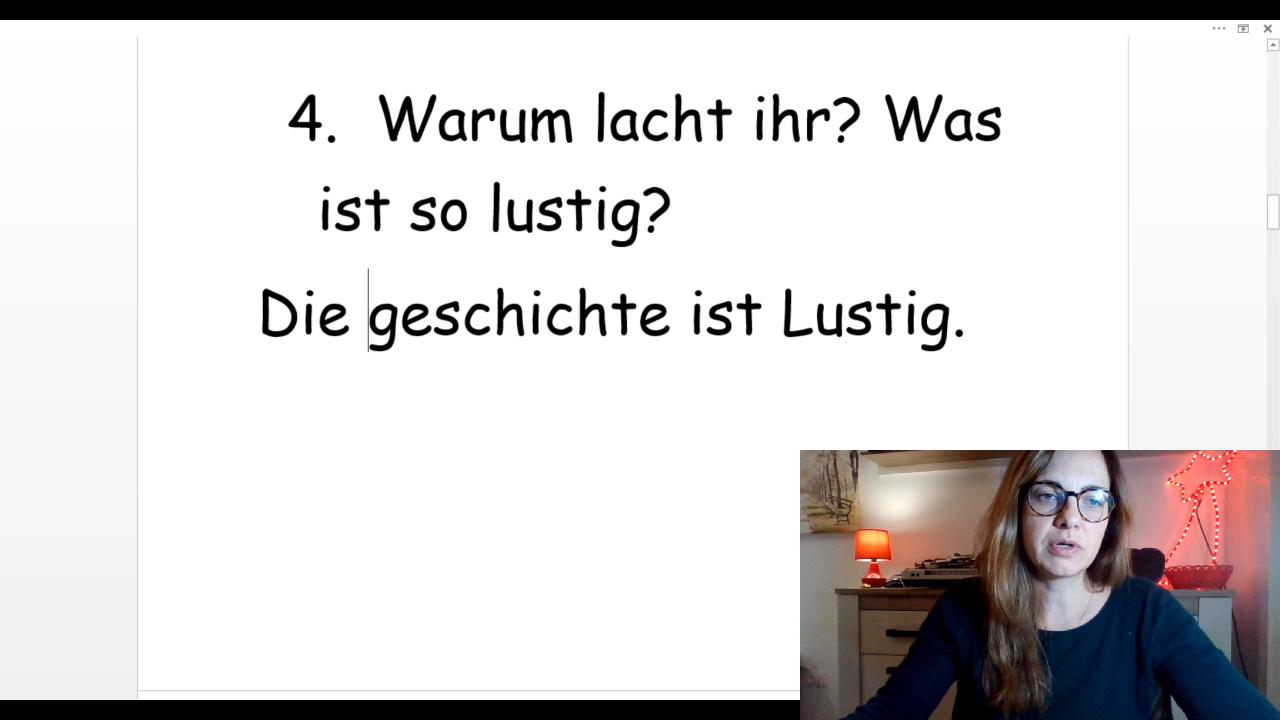 4. Warum lacht ihr? Was
ist so lustig?
Die geschichte ist Lustig.